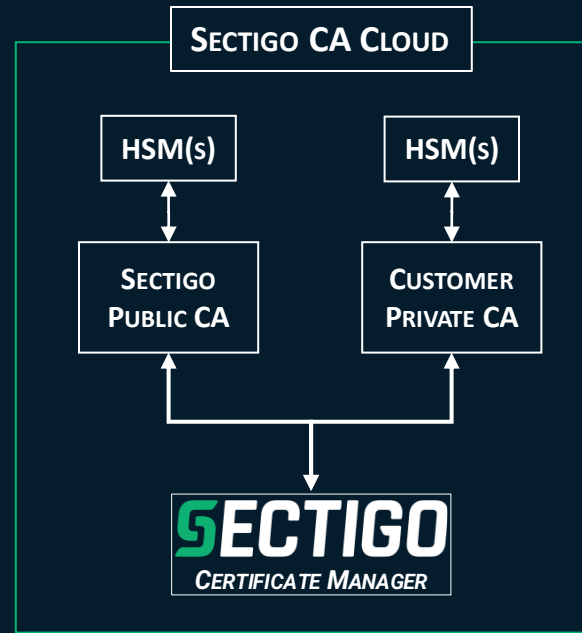 SECTIGO CA CLOUD
HSM(S)
HSM(S)
SECTIGO
PUBLIC CA
CUSTOMER
PRIVATE CA
SECTIGO
CERTIFICATE MANAGER